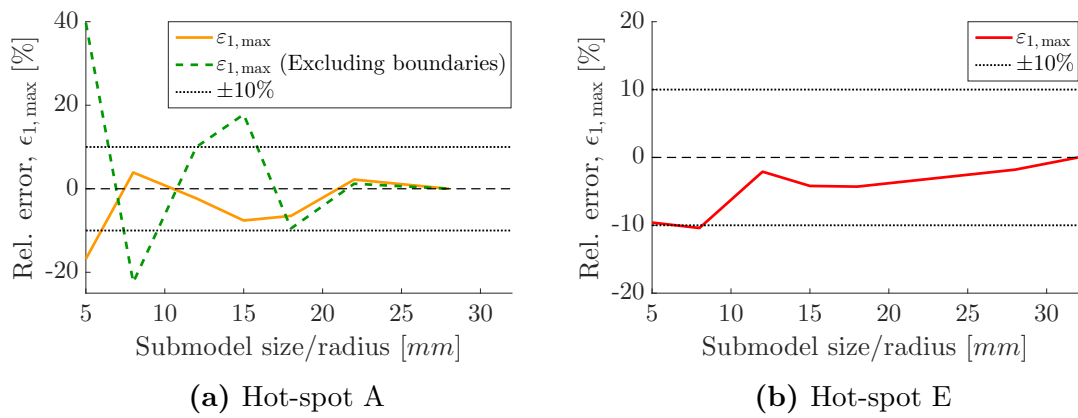 40
20
0
-20
5
10
15
20
25
30
Rel. error, ϵ1,max [%]
Submodel size/radius [mm]
ε1,max
ε1,max (Excluding boundaries)
±10%
(a) Hot-spot A
20
10
0
-10
-20
5
10
15
20
25
30
Rel. error, ϵ1,max [%]
Submodel size/radius [mm]
ε1,max
±10%
(b) Hot-spot E